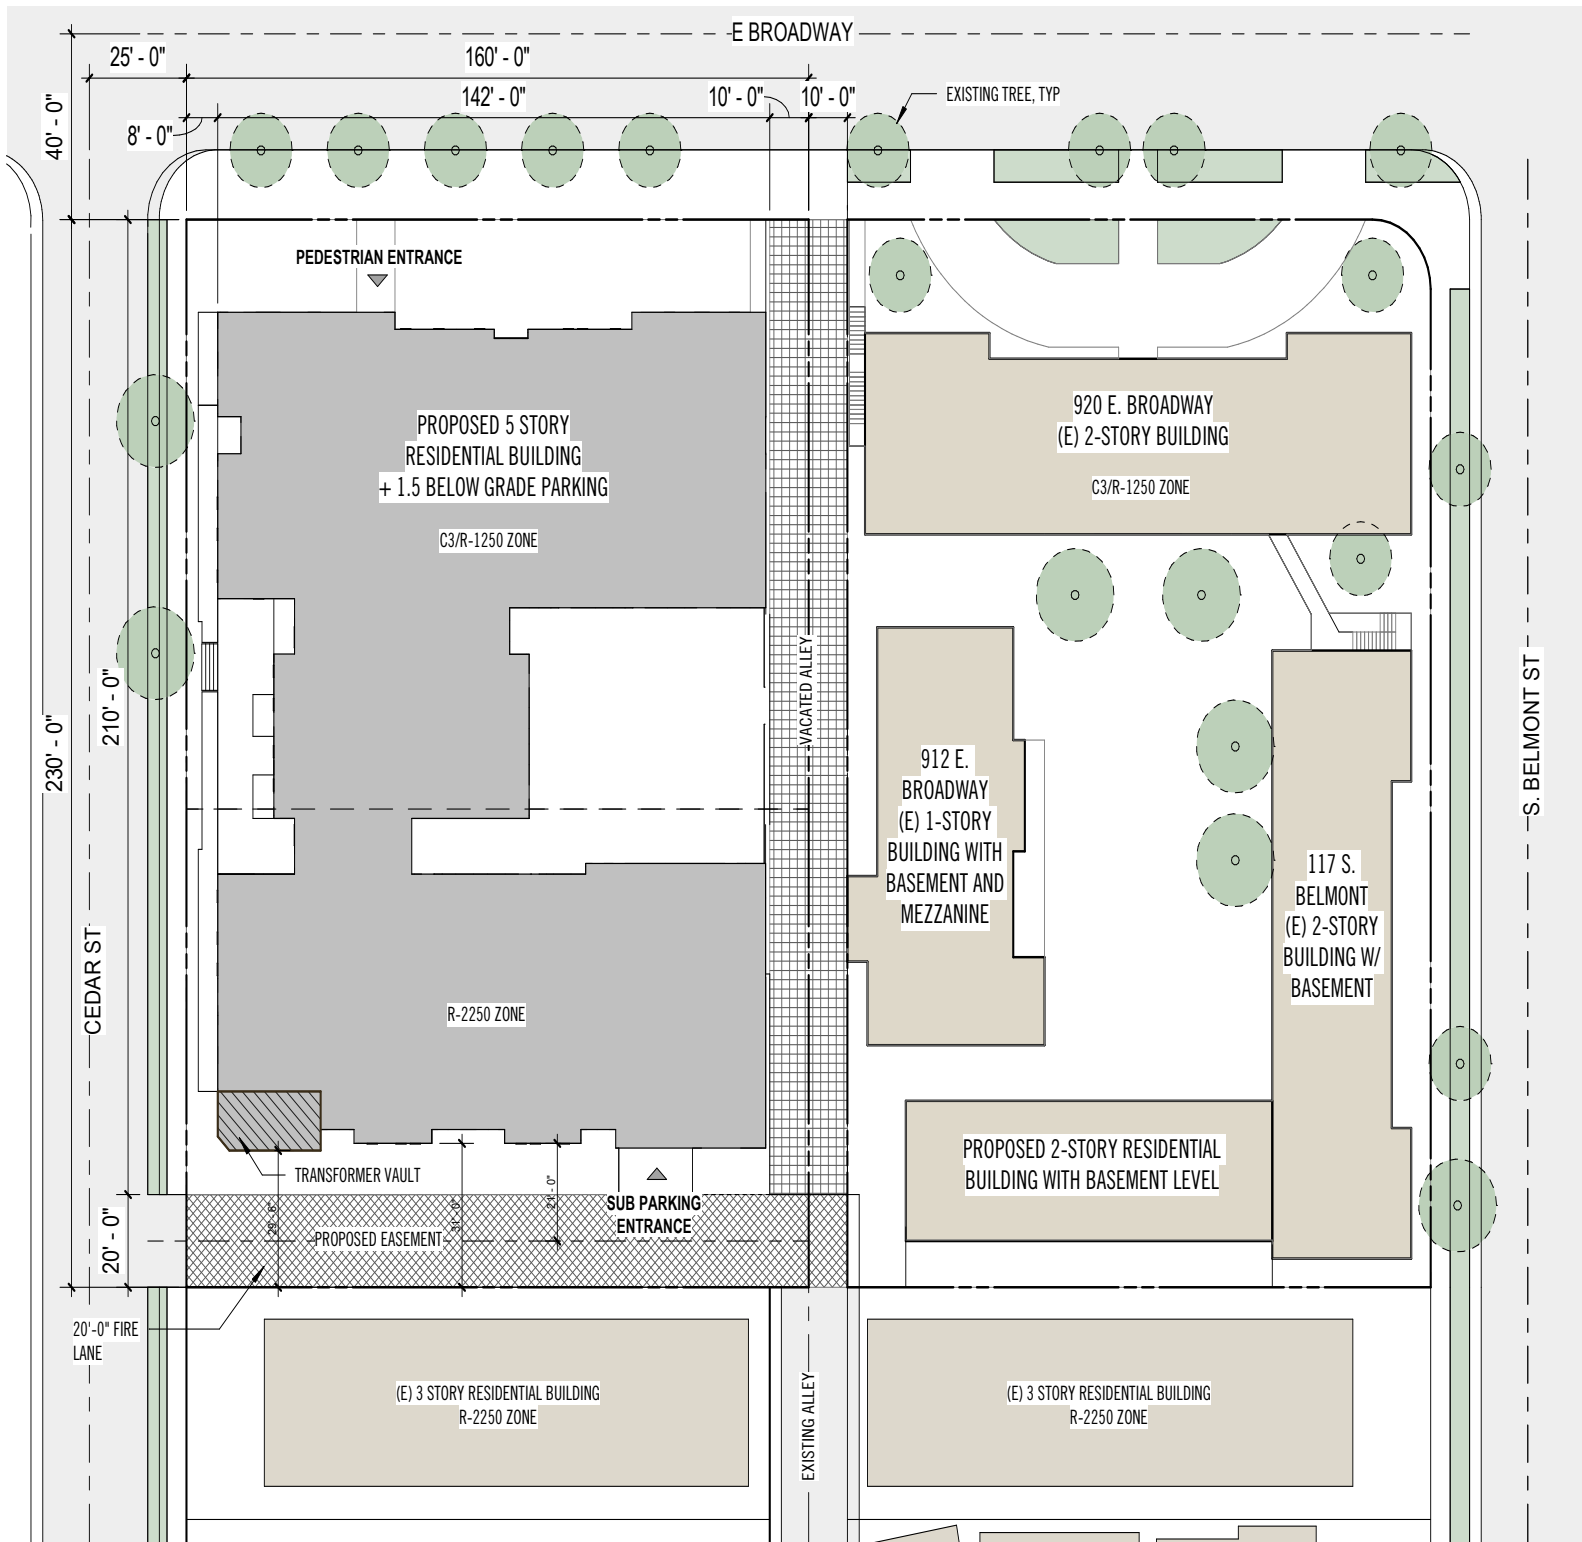 E BROADWAY
25' - 0"
160' - 0"
142' - 0"
10' - 0"
10' - 0"
EXISTING TREE, TYP
40' - 0"
8' - 0"
PEDESTRIAN ENTRANCE
PROPOSED 5 STORY
RESIDENTIAL BUILDING
+ 1.5 BELOW GRADE PARKING
C3/R-1250 ZONE
920 E. BROADWAY
(E) 2-STORY BUILDING
C3/R-1250 ZONE
VACATED ALLEY
S. BELMONT ST
210' - 0"
230' - 0"
912 E.
BROADWAY
(E) 1-STORY
BUILDING WITH
BASEMENT AND
MEZZANINE
117 S.
BELMONT
(E) 2-STORY
BUILDING W/
BASEMENT
CEDAR ST
R-2250 ZONE
TRANSFORMER VAULT
PROPOSED 2-STORY RESIDENTIAL
BUILDING WITH BASEMENT LEVEL
20' - 0"
29' - 6"
31' - 0"
21' - 0"
SUB PARKING
ENTRANCE
PROPOSED EASEMENT
20'-0" FIRE
LANE
(E) 3 STORY RESIDENTIAL BUILDING
R-2250 ZONE
EXISTING ALLEY
(E) 3 STORY RESIDENTIAL BUILDING
R-2250 ZONE